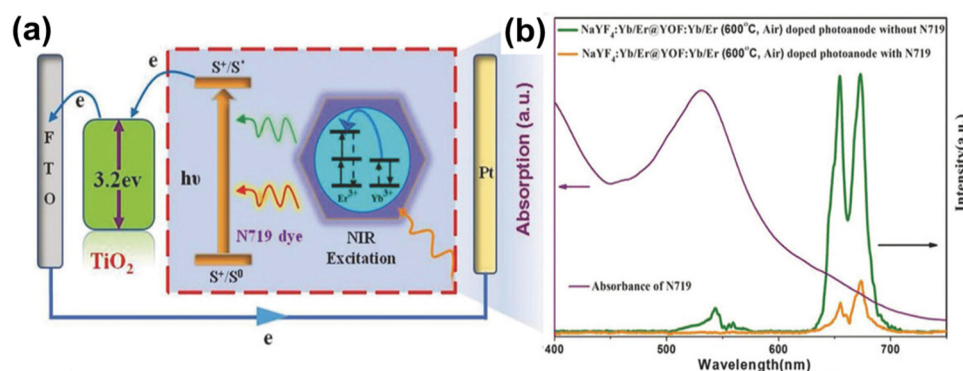 (a)
e
S⁺/S*
e
F
T
O
3.2ev
TiO₂
hυ
Er³⁺ Yb³⁺
N719 dye
NIR
Excitation
S⁺/S⁰
Pt
e
(b)
NaYF₄:Yb/Er@YOF:Yb/Er (600°C, Air) doped photoanode without N719
NaYF₄:Yb/Er@YOF:Yb/Er (600°C, Air) doped photoanode with N719
Absorption (a.u.)
Intensity(a.u.)
Absorbance of N719
400 500 600 700
Wavelength(nm)